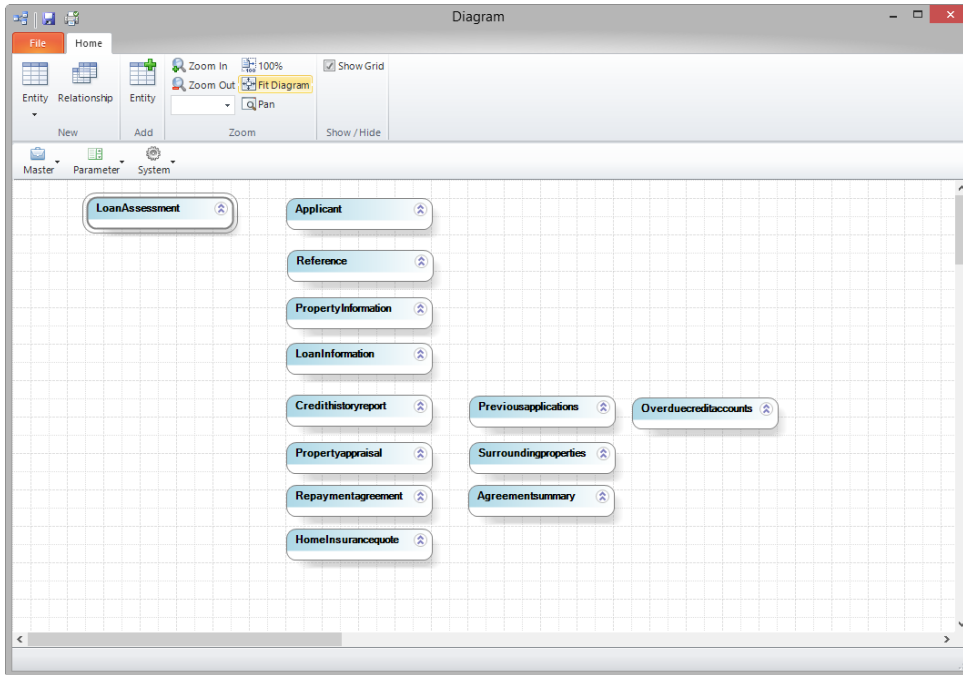 Diagram
File Home
Zoom In 100% Show Grid
Zoom Out Fit Diagram
Entity Relationship Entity Pan
New Add Zoom Show / Hide
Master Parameter System
LoanAssessment Applicant
Reference
PropertyInformation
LoanInformation
Credithistoryreport Previousapplications Overduecreditaccounts
Propertyappraisal Surroundingproperties
Repaymentagreement Agreementsummary
HomeInsurancequote